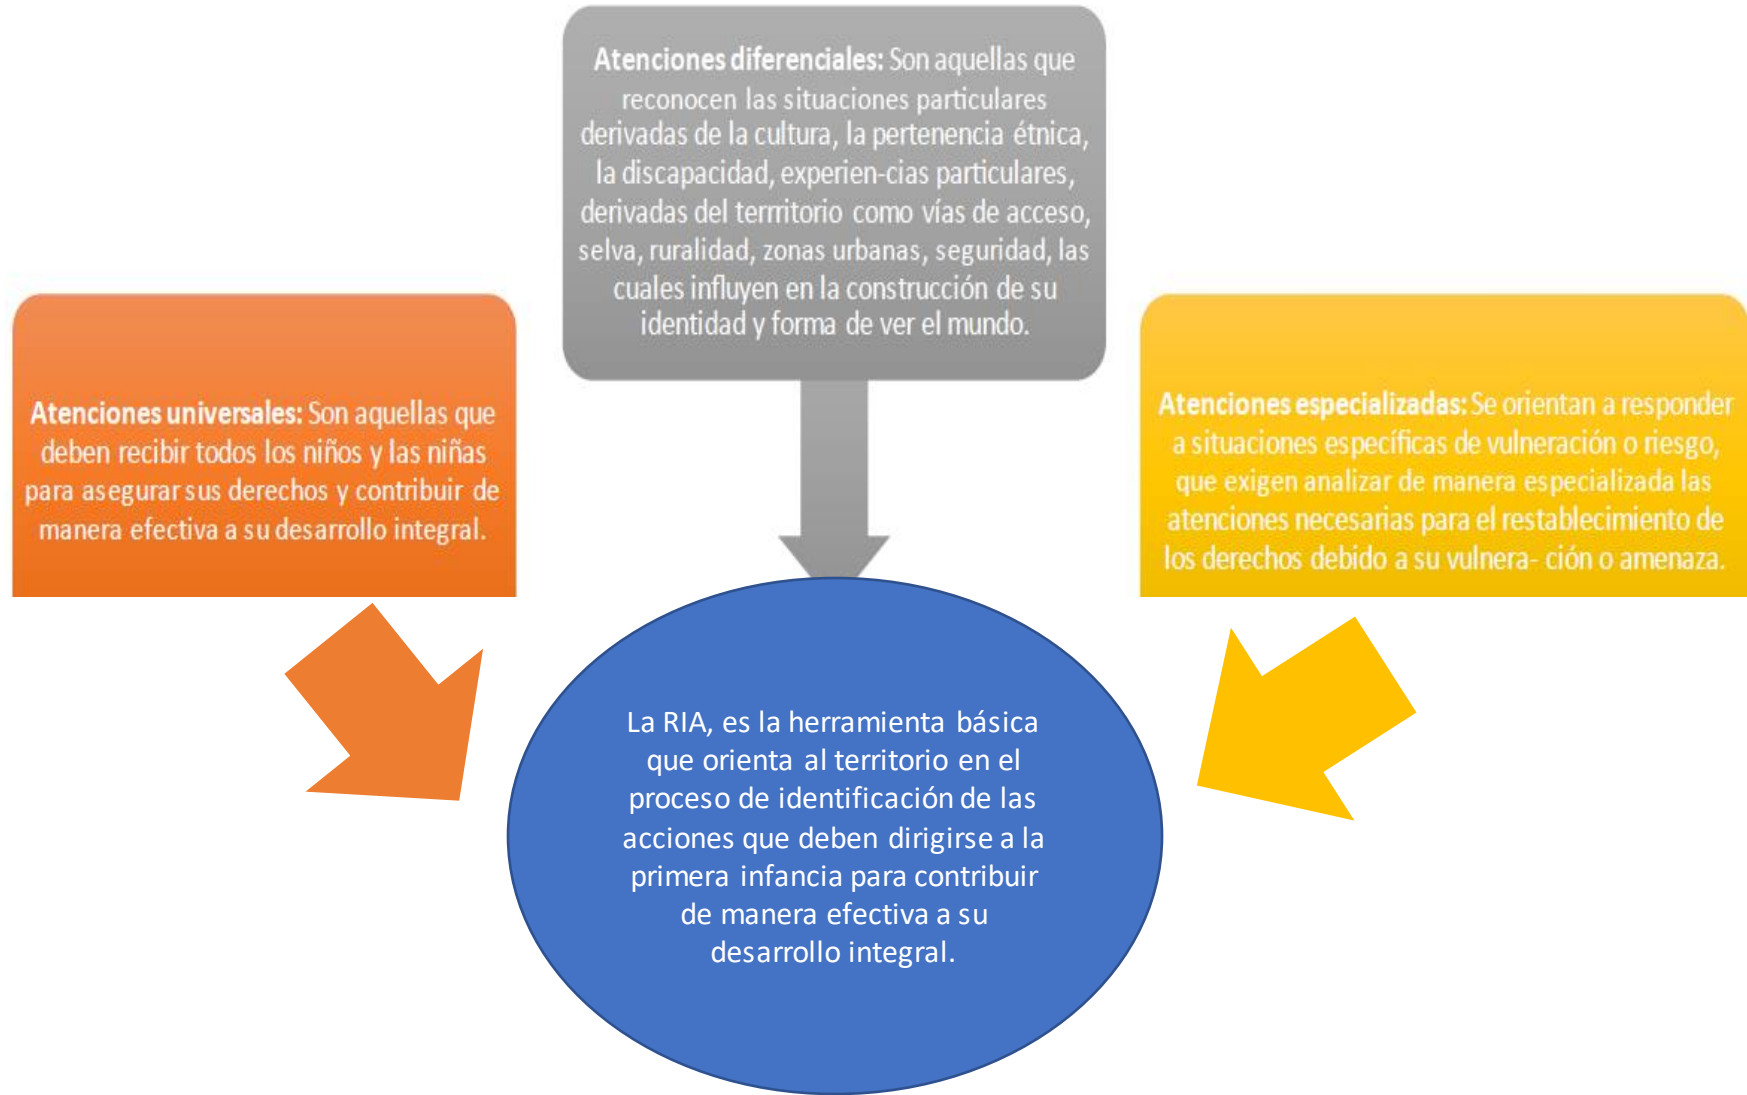 Atenciones diferenciales: Son aquellas que
reconocen las situaciones particulares
derivadas de la cultura, la pertenencia étnica,
la discapacidad, experien-cias particulares,
derivadas del terrritorio como vías de acceso,
selva, ruralidad, zonas urbanas, seguridad, las
cuales influyen en la construcción de su
identidad y forma de ver el mundo.
Atenciones universales: Son aquellas que
deben recibir todos los niños y las niñas
para asegurar sus derechos y contribuir de
manera efectiva a su desarrollo integral.
Atenciones especializadas: Se orientan a responder
a situaciones específicas de vulneración o riesgo,
que exigen analizar de manera especializada las
atenciones necesarias para el restablecimiento de
los derechos debido a su vulnera- ción o amenaza.
La RIA, es la herramienta básica
que orienta al territorio en el
proceso de identificación de las
acciones que deben dirigirse a la
primera infancia para contribuir
de manera efectiva a su
desarrollo integral.